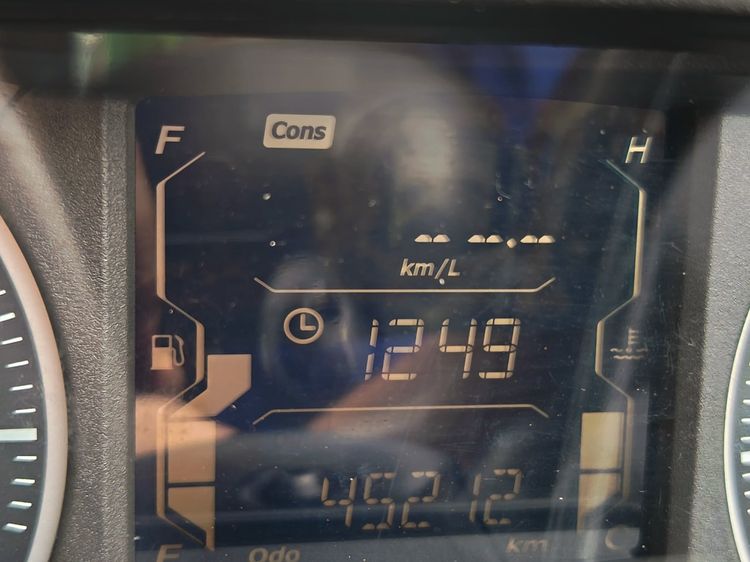 F
Cons
H
-- --.--
km/L
1249
45212
E
Odo
km
C